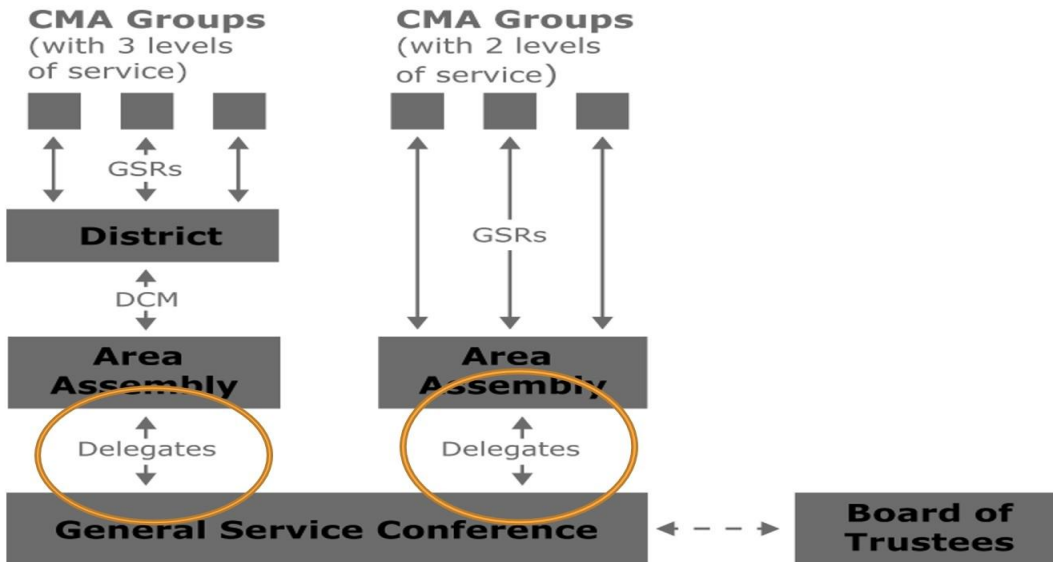 CMA Groups
(with 3 levels
of service)
GSRs
District
DCM
Area
Assembly
Delegates
CMA Groups
(with 2 levels
of service)
GSRs
Area
Assembly
Delegates
General Service Conference
Board of
Trustees